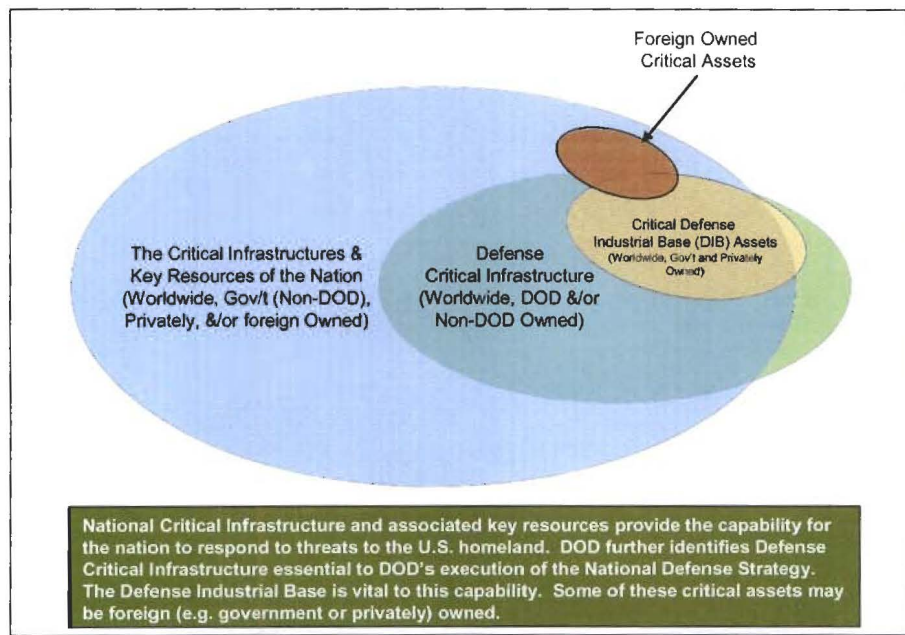 Foreign Owned
Critical Assets
The Critical Infrastructures &
Key Resources of the Nation
(Worldwide, Gov/t (Non-DOD),
Privately, &/or foreign Owned)
Defense
Critical Infrastructure
(Worldwide, DOD &/or
Non-DOD Owned)
Critical Defense
Industrial Base (DIB) Assets
(Worldwide, Gov't and Privately
Owned)
National Critical Infrastructure and associated key resources provide the capability for
the nation to respond to threats to the U.S. homeland. DOD further identifies Defense
Critical Infrastructure essential to DOD's execution of the National Defense Strategy.
The Defense Industrial Base is vital to this capability. Some of these critical assets may
be foreign (e.g. government or privately) owned.